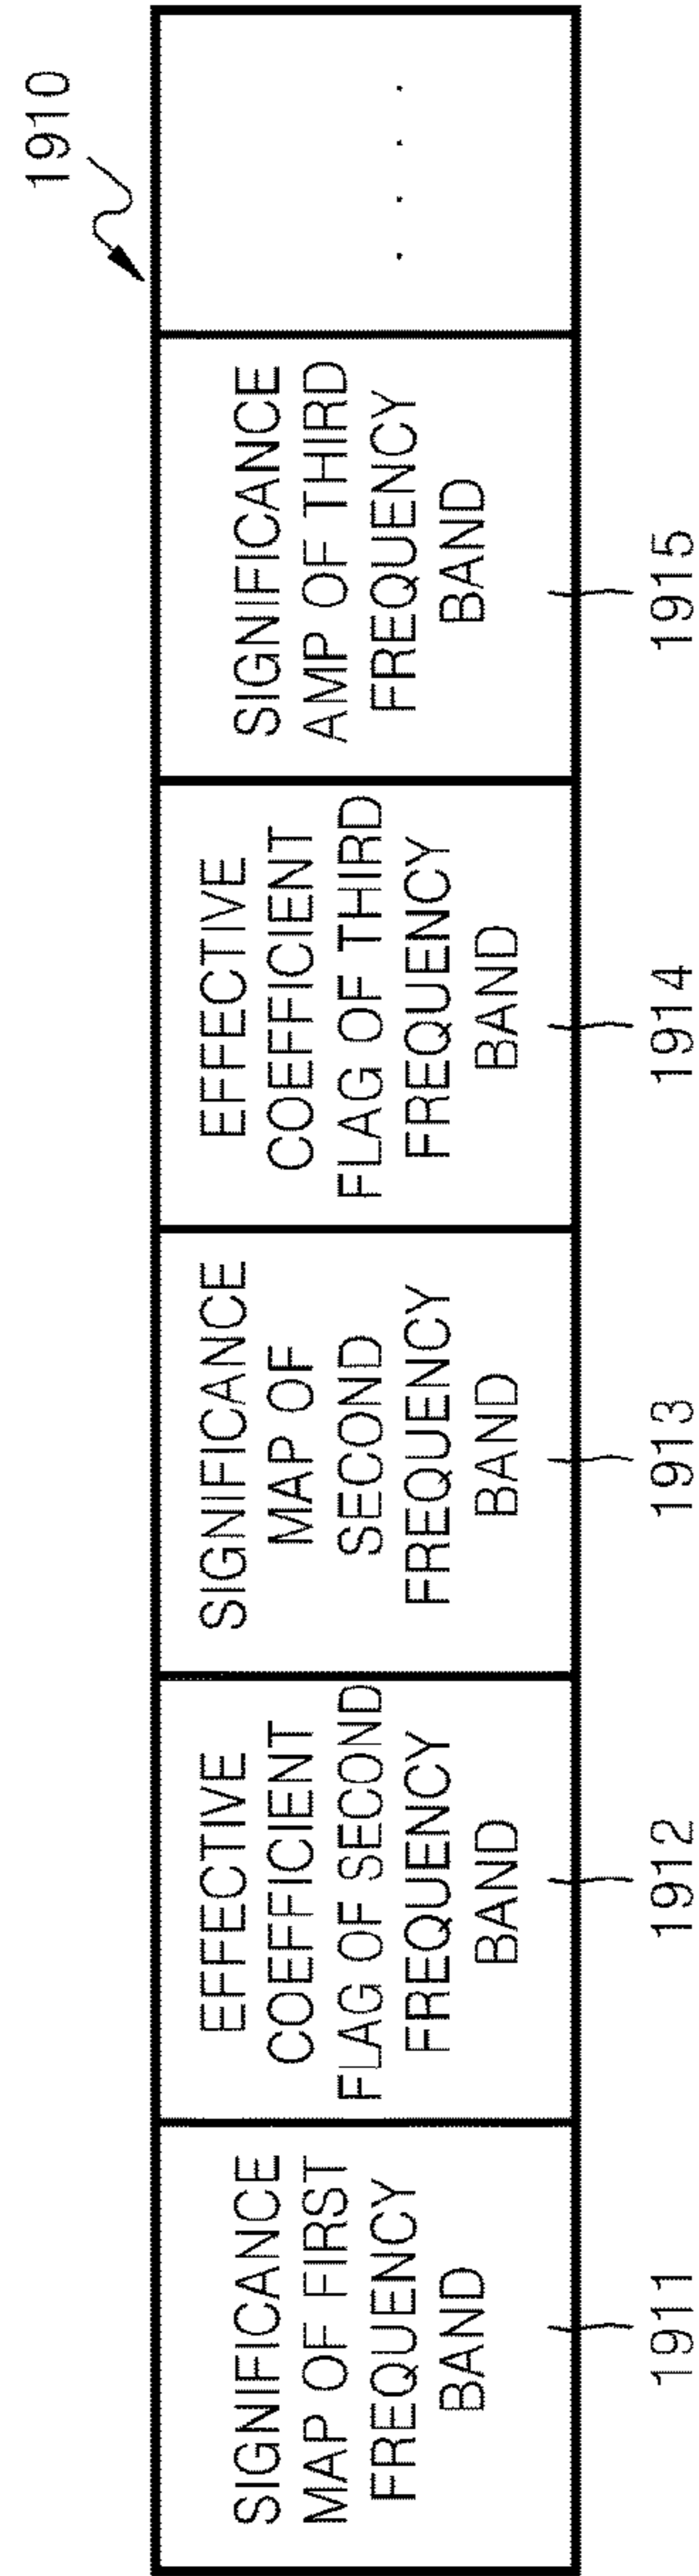 1910
SIGNIFICANCE
MAP OF FIRST
FREQUENCY
BAND
EFFECTIVE
COEFFICIENT
FLAG OF SECOND
FREQUENCY
BAND
SIGNIFICANCE
MAP OF
SECOND
FREQUENCY
BAND
EFFECTIVE
COEFFICIENT
FLAG OF THIRD
FREQUENCY
BAND
SIGNIFICANCE
AMP OF THIRD
FREQUENCY
BAND
. . . .
1911
1912
1913
1914
1915